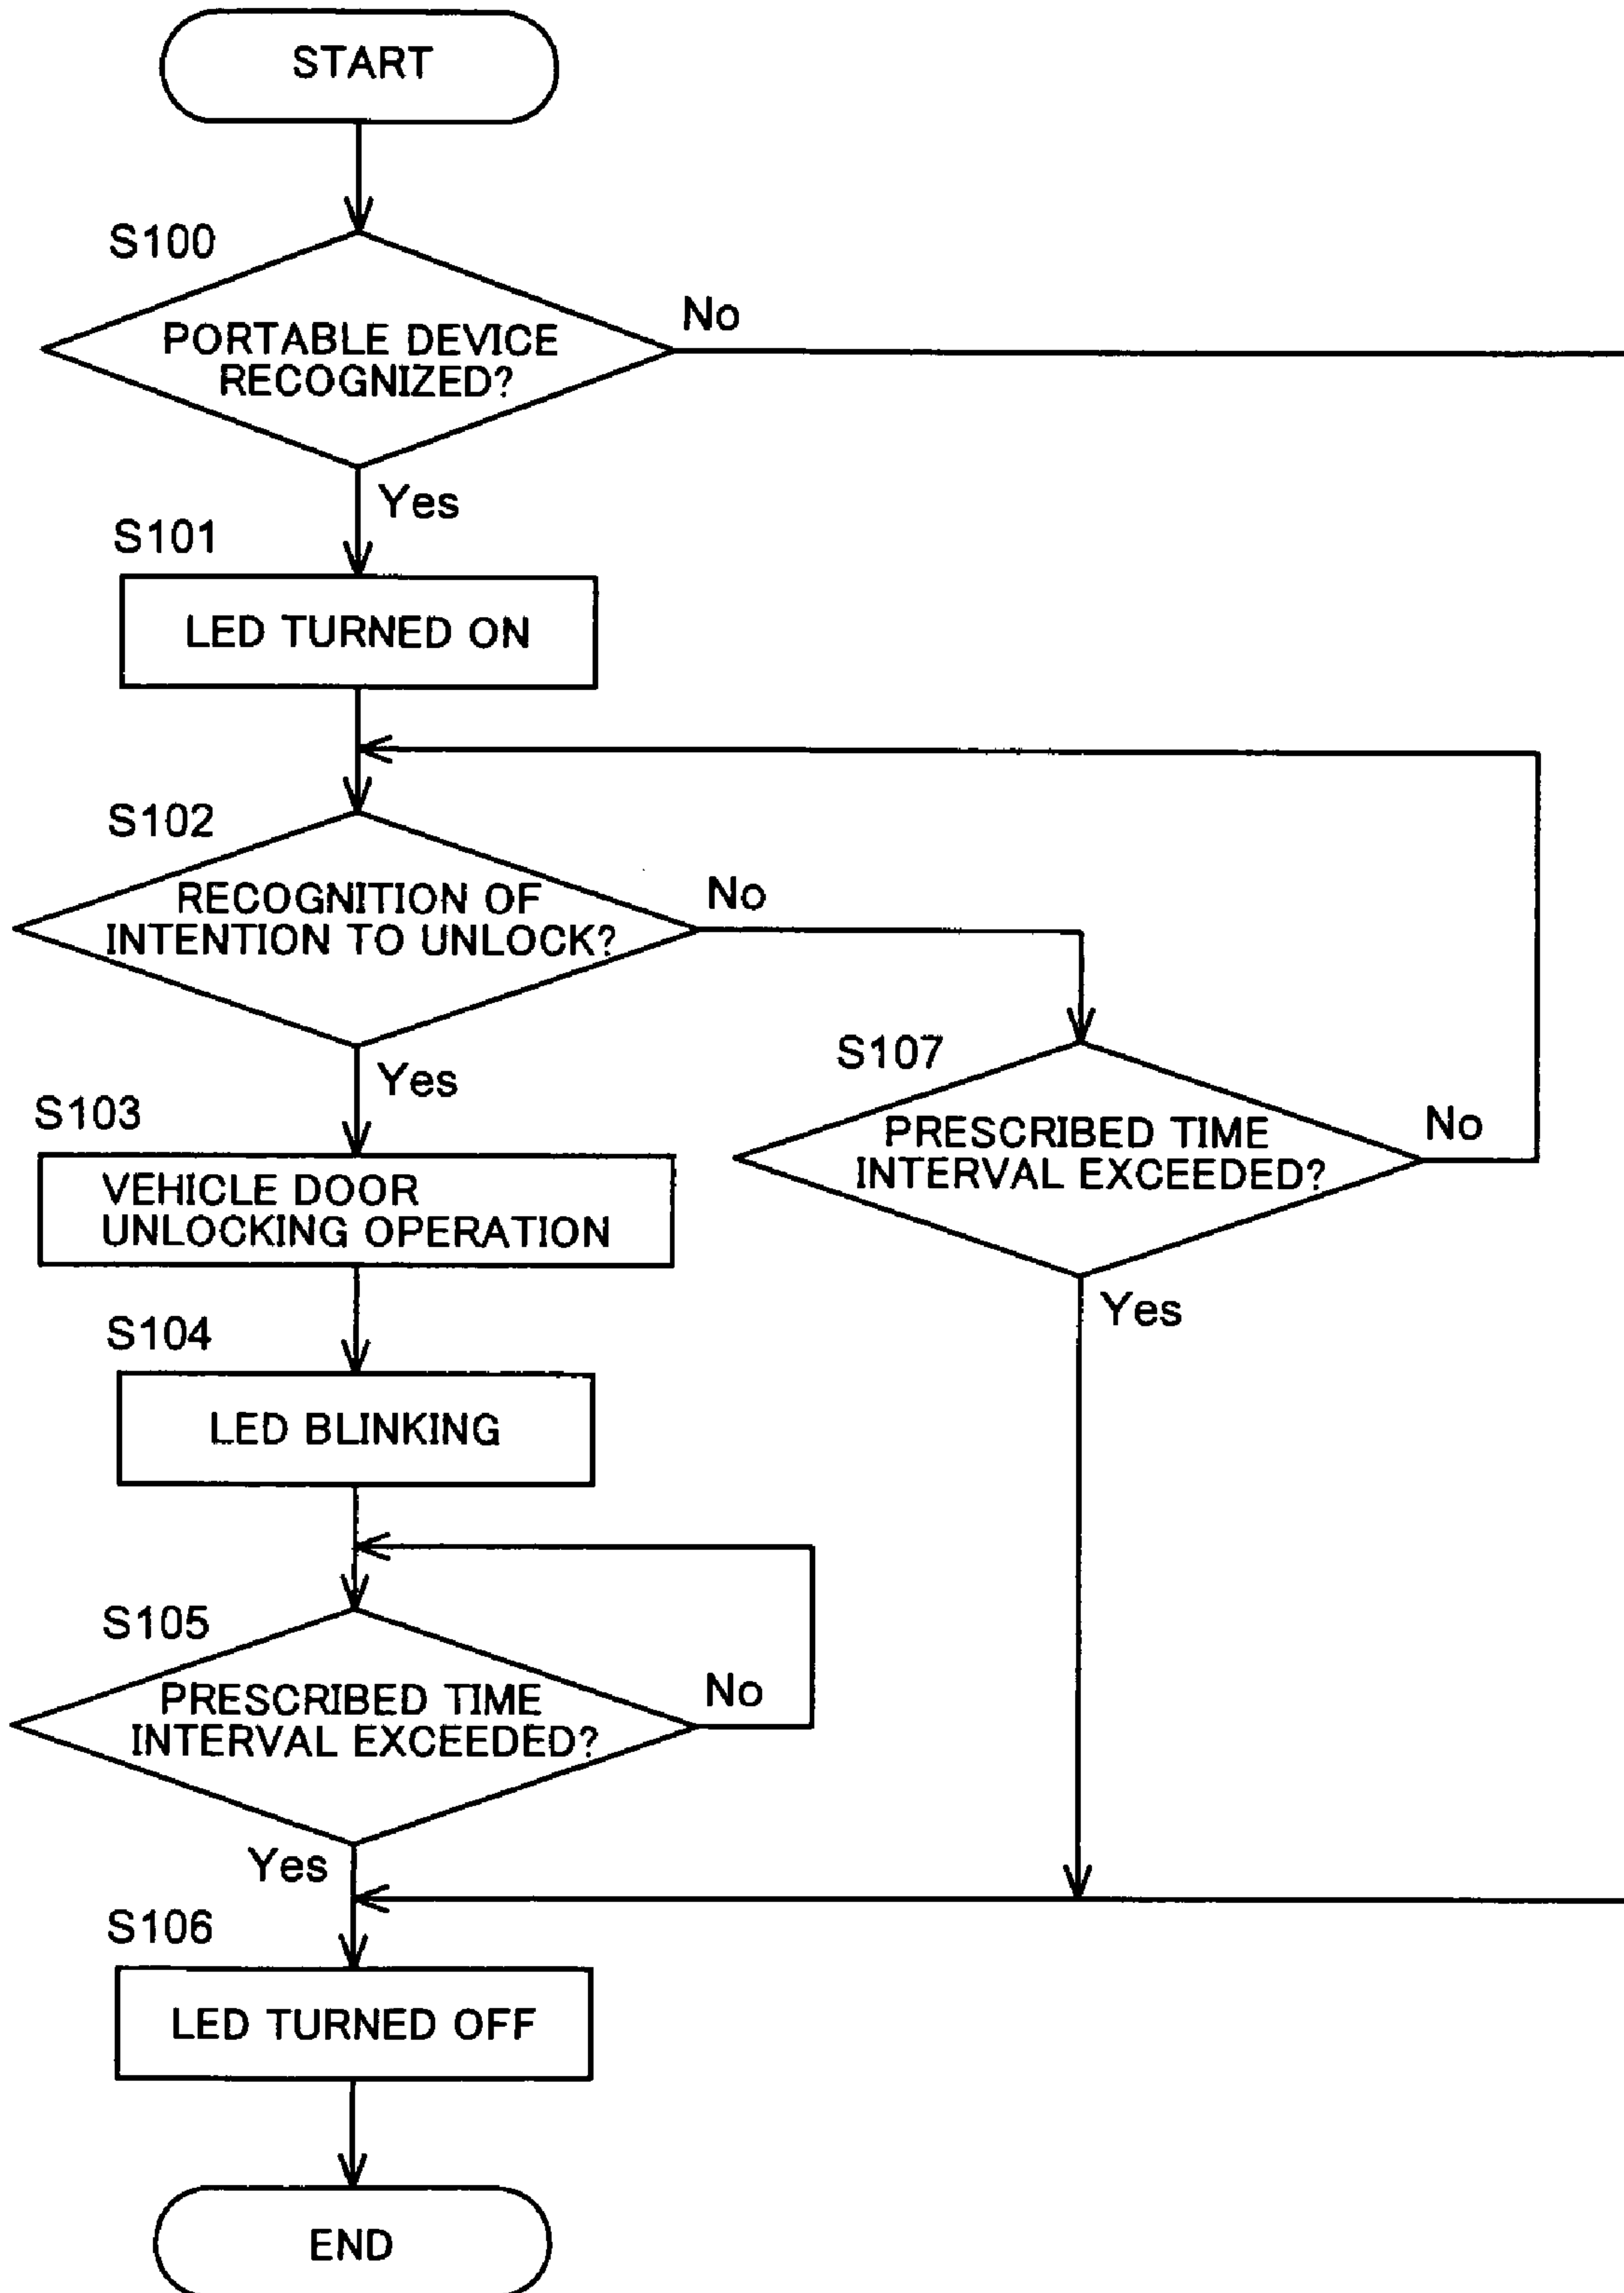 START
S100
PORTABLE DEVICE
RECOGNIZED?
No
Yes
S101
LED TURNED ON
S102
RECOGNITION OF
INTENTION TO UNLOCK?
No
Yes
S107
PRESCRIBED TIME
INTERVAL EXCEEDED?
No
Yes
S103
VEHICLE DOOR
UNLOCKING OPERATION
S104
LED BLINKING
S105
PRESCRIBED TIME
INTERVAL EXCEEDED?
No
Yes
S106
LED TURNED OFF
END